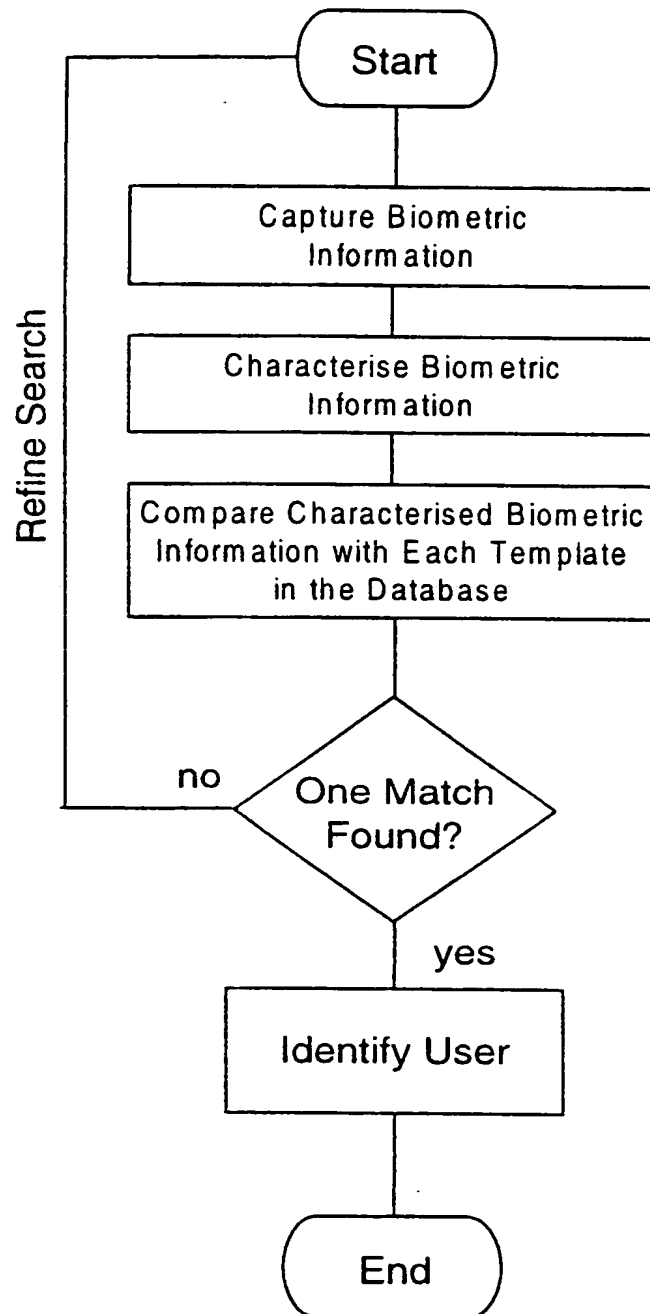 Start
Capture Biometric
Information
Characterise Biometric
Information
Compare Characterised Biometric
Information with Each Template
in the Database
Refine Search
no
One Match
Found?
yes
Identify User
End